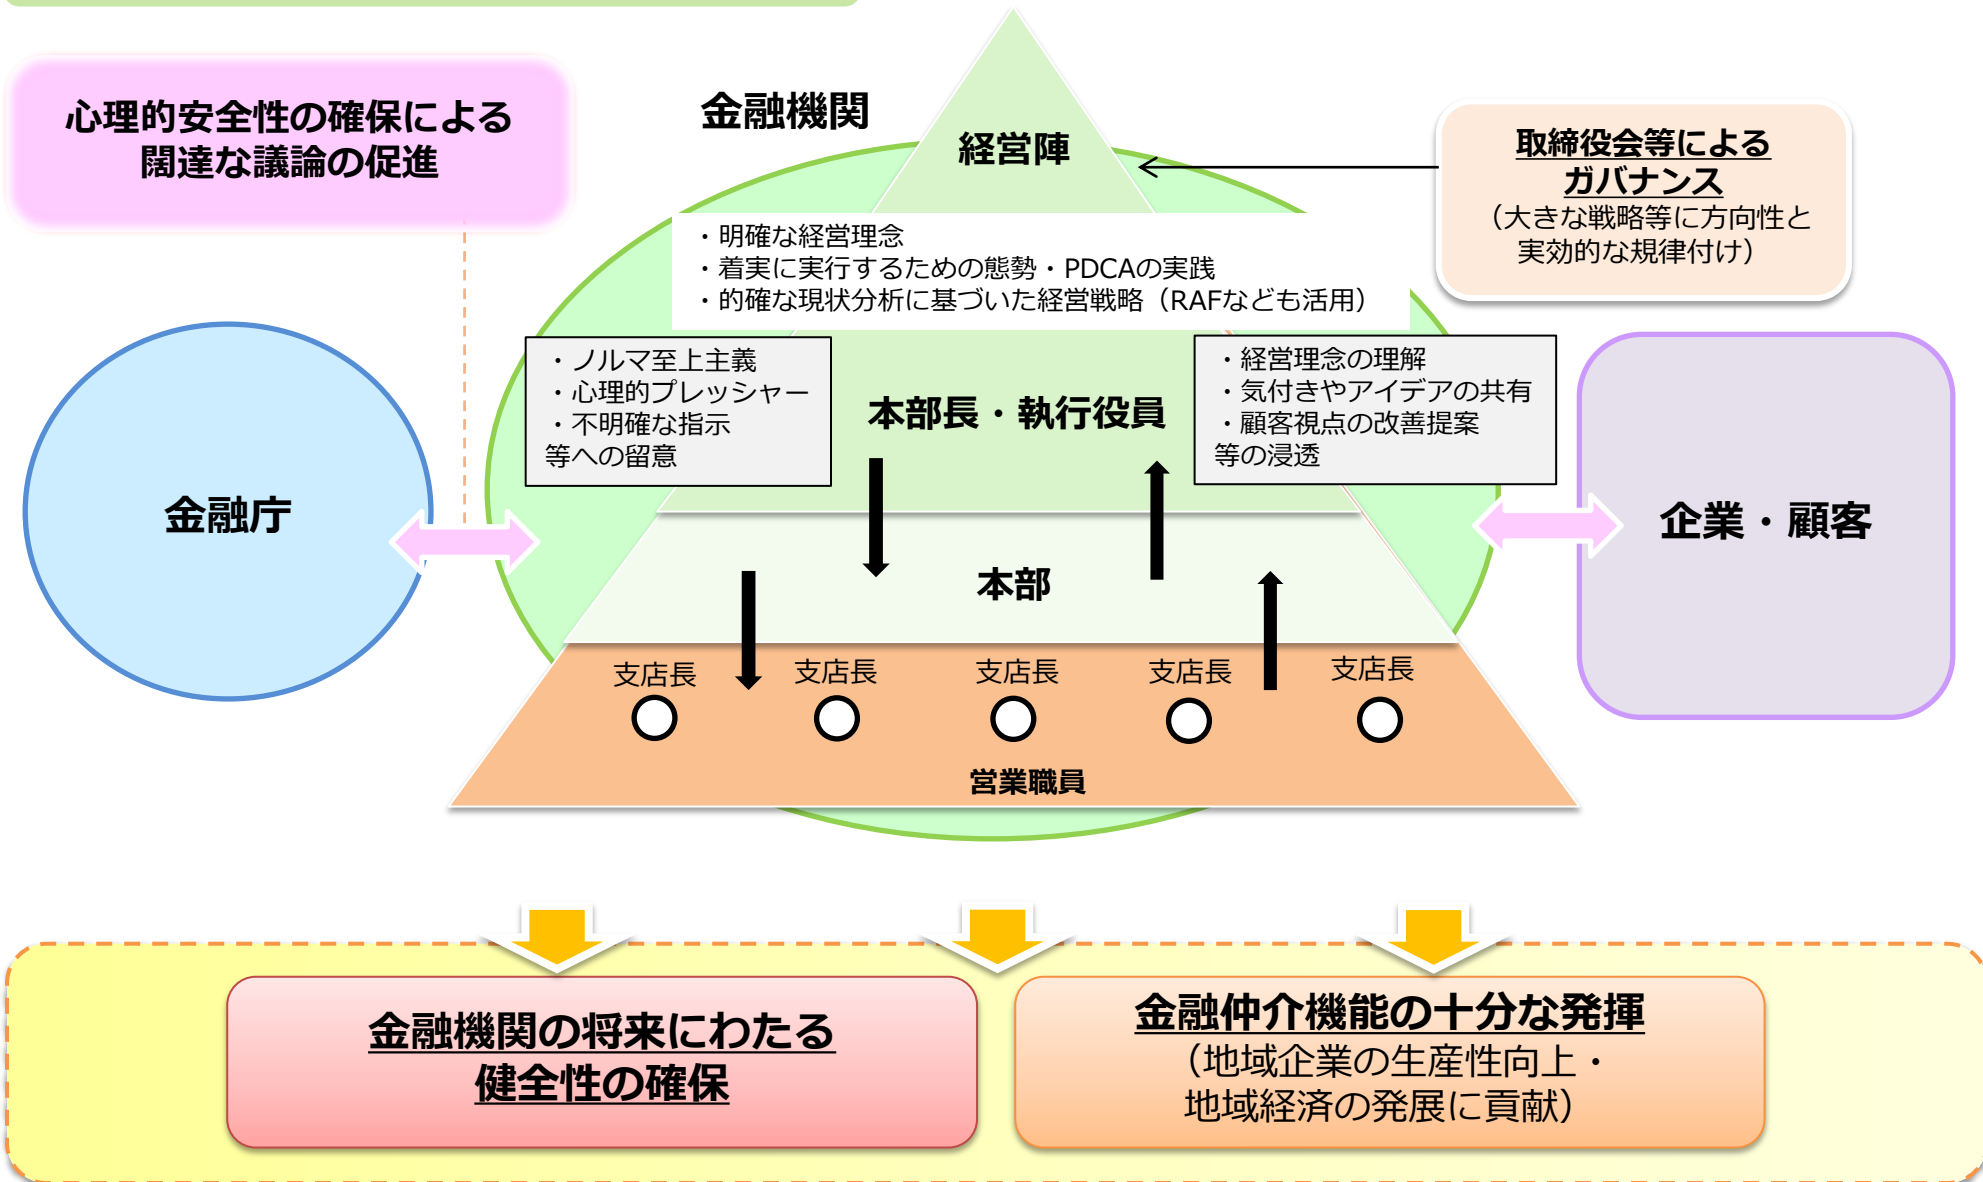 心理的安全性の確保による
闊達な議論の促進
金融機関
経営陣
取締役会等による
ガバナンス
（大きな戦略等に方向性と
実効的な規律付け）
・明確な経営理念
・着実に実行するための態勢・PDCAの実践
・的確な現状分析に基づいた経営戦略（RAFなども活用）
・ノルマ至上主義
・心理的プレッシャー
・不明確な指示
等への留意
本部長・執行役員
・経営理念の理解
・気付きやアイデアの共有
・顧客視点の改善提案
等の浸透
金融庁
企業・顧客
本部
支店長
支店長
支店長
支店長
支店長
営業職員
金融機関の将来にわたる
健全性の確保
金融仲介機能の十分な発揮
（地域企業の生産性向上・
地域経済の発展に貢献）